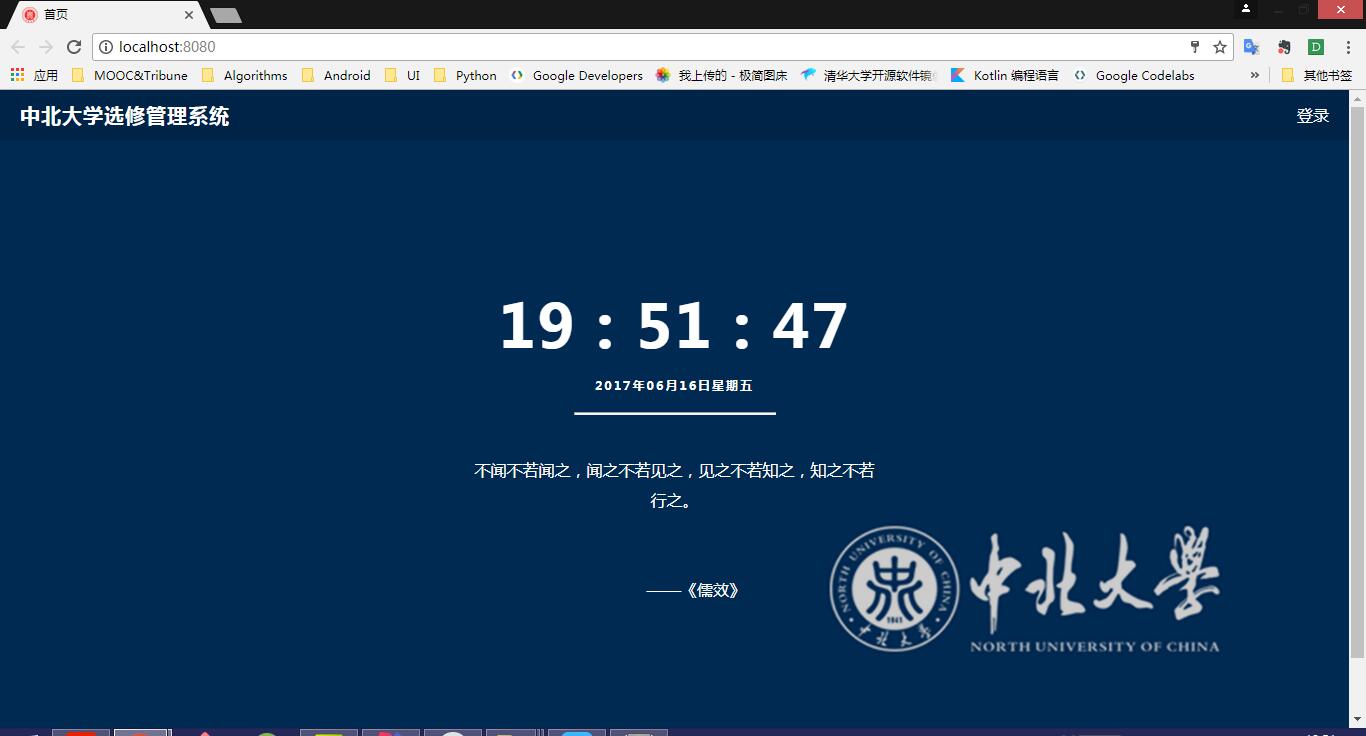 首页
localhost:8080
应用 MOOC&Tribune Algorithms Android UI Python Google Developers 我上传的 - 极简图床 清华大学开源软件镜 Kotlin 编程语言 Google Codelabs » 其他书签
中北大学选修管理系统 登录
19 : 51 : 47
2017年06月16日星期五
不闻不若闻之，闻之不若见之，见之不若知之，知之不若
行之。
——《儒效》
NORTH UNIVERSITY OF CHINA
1941
中北大学
中北大學
NORTH UNIVERSITY OF CHINA